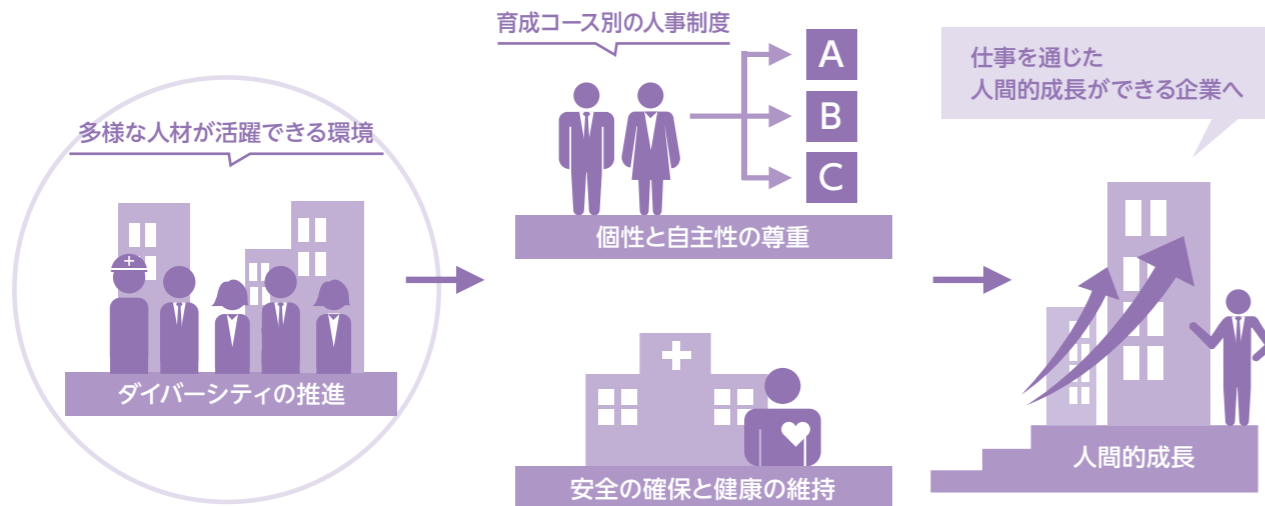 多様な人材が活躍できる環境
ダイバーシティの推進
育成コース別の人事制度
A
B
C
個性と自主性の尊重
安全の確保と健康の維持
仕事を通じた
人間的成長ができる企業へ
人間的成長